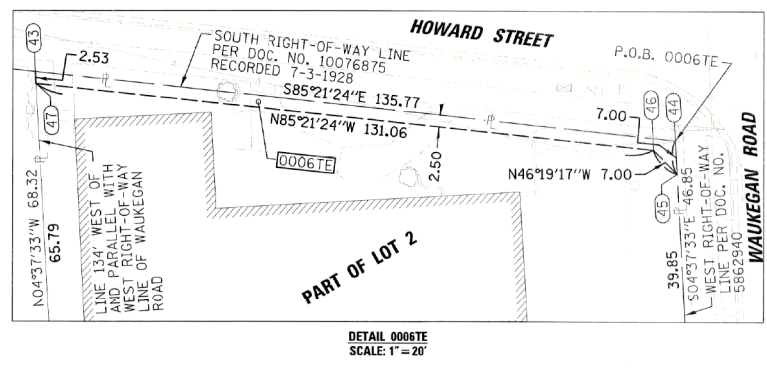 HOWARD STREET
43
2.53
SOUTH RIGHT-OF-WAY LINE
PER DOC. NO. 10076875
RECORDED 7-3-1928
P.O.B. 0006TE
S85°21'24"E 135.77
N85°21'24"W 131.06
0006TE
2.50
7.00
46
44
N46°19'17"W 7.00
45
47
N04°37'33"W 68.32
65.79
LINE 134' WEST OF
AND PARALLEL WITH
WEST RIGHT-OF-WAY
LINE OF WAUKEGAN
ROAD
PART OF LOT 2
39.85
S04°37'33"E 46.85
WEST RIGHT-OF-WAY
LINE PER DOC. NO.
5862940
WAUKEGAN ROAD
DETAIL 0006TE
SCALE: 1" = 20'